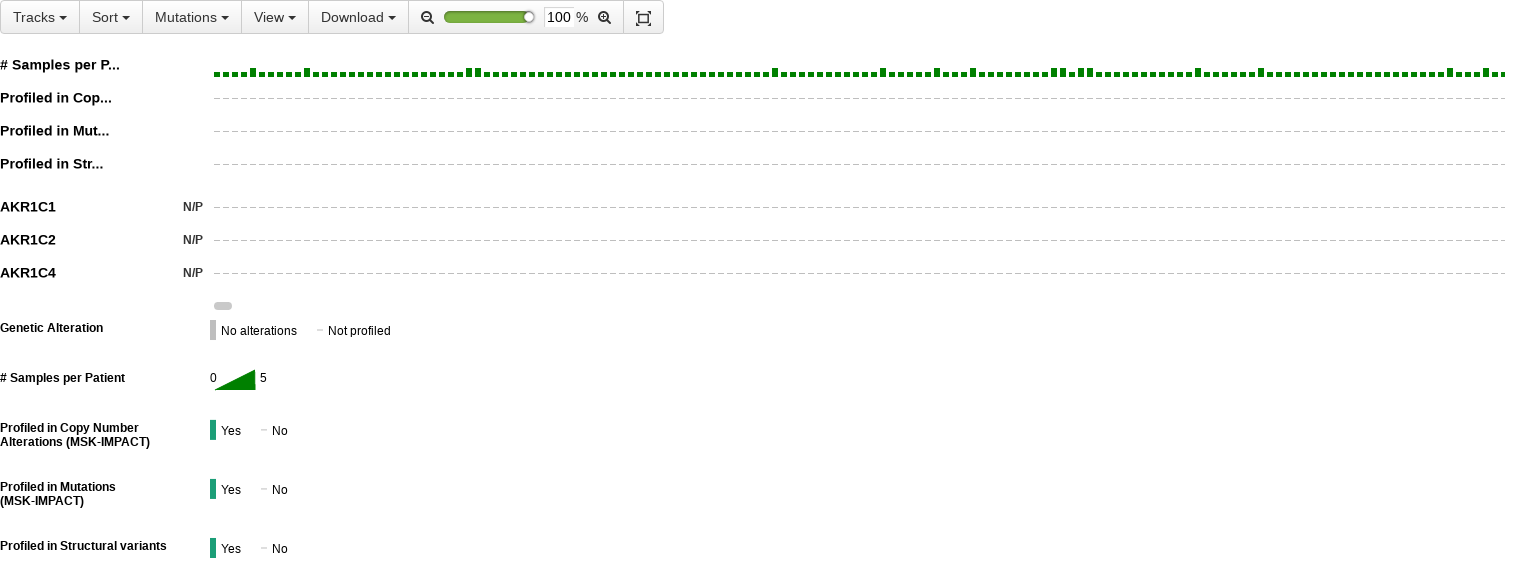 Tracks Sort Mutations View Download 100 %
# Samples per P...
Profiled in Cop...
Profiled in Mut...
Profiled in Str...
AKR1C1 N/P
AKR1C2 N/P
AKR1C4 N/P
Genetic Alteration No alterations Not profiled
# Samples per Patient 0 5
Profiled in Copy Number Yes No
Alterations (MSK-IMPACT)
Profiled in Mutations Yes No
(MSK-IMPACT)
Profiled in Structural variants Yes No